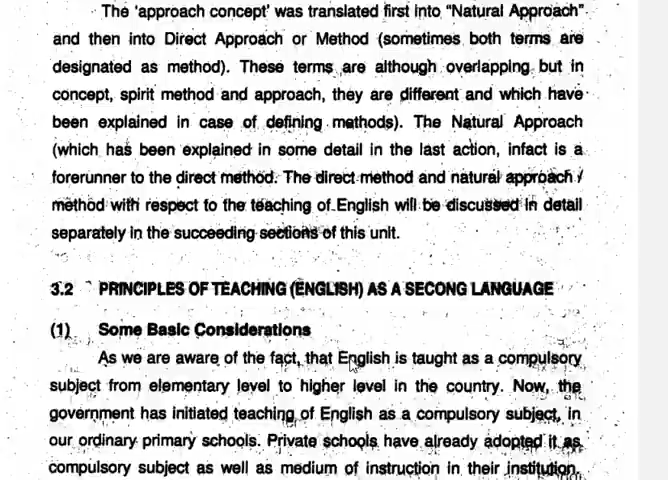 The 'approach concept' was translated first into "Natural Approach"
and then into Direct Approach or Method (sometimes both terms are
designated as method). These terms are although overlapping but in
concept, spirit method and approach, they are different and which have
been explained in case of defining methods). The Natural Approach
(which has been explained in some detail in the last action, infact is a
forerunner to the direct method. The direct method and natural approach /
method with respect to the teaching of English will be discussed in detail
separately in the succeeding sections of this unit.
3.2 PRINCIPLES OF TEACHING (ENGLISH) AS A SECONG LANGUAGE
(1) Some Basic Considerations
As we are aware of the fact, that English is taught as a compulsory
subject from elementary level to higher level in the country. Now, the
government has initiated teaching of English as a compulsory subject, in
our ordinary primary schools. Private schools have already adopted it as
compulsory subject as well as medium of instruction in their institution.